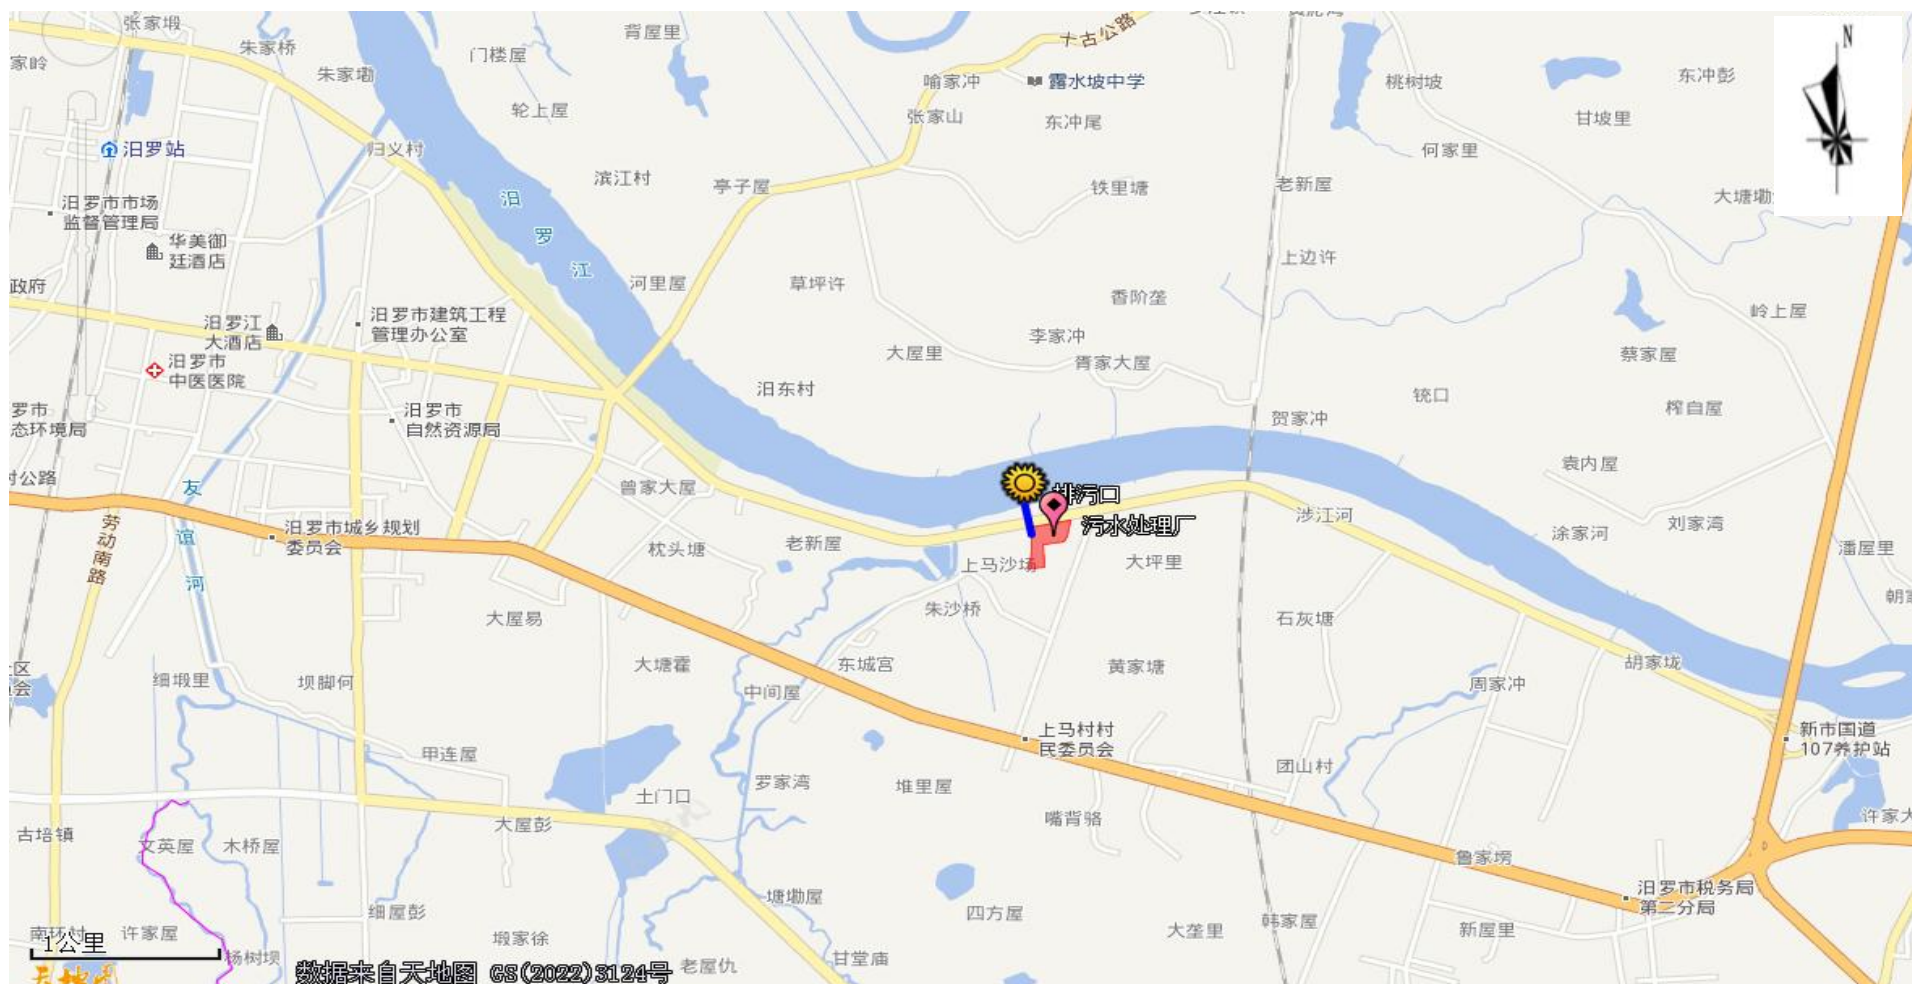 张家塅
朱家桥
门楼屋
背屋里
大古公路
家岭
朱家壪
喻家冲
露水坡中学
桃树坡
东冲彭
N
轮上屋
张家山
东冲尾
甘坡里
汨罗站
归义村
何家里
滨江村
亭子屋
铁里塘
老新屋
大塘坳
汨罗市市场
监督管理局
汨
罗
江
华美御
廷酒店
上边许
政府
河里屋
草坪许
香阶垄
岭上屋
汨罗江
大酒店
汨罗市建筑工程
管理办公室
李家冲
大屋里
胥家大屋
蔡家屋
汨罗市
中医医院
汨东村
铳口
榨自屋
罗市
态环境局
汨罗市
自然资源局
贺家冲
袁内屋
村公路
友
谊
河
曾家大屋
排污口
污水处理厂
涉江河
涂家河
刘家湾
劳
动
南
路
汨罗市城乡规划
委员会
枕头塘
老新屋
上马沙场
大坪里
潘屋里
大屋易
朱沙桥
石灰塘
朝家
区
会
细塅里
坝脚何
大塘霍
中间屋
东城宫
黄家塘
周家冲
胡家垅
上马村村
民委员会
新市国道
107养护站
甲连屋
土门口
罗家湾
堆里屋
团山村
古培镇
文英屋
木桥屋
大屋彭
嘴背骆
许家大
鲁家塝
塘坳屋
汨罗市税务局
第二分局
南环村
许家屋
细屋彭
四方屋
大垄里
韩家屋
新屋里
1公里
杨树坝
塅家徐
老屋仇
甘堂庙
天地图
数据来自天地图 GS(2022)3124号